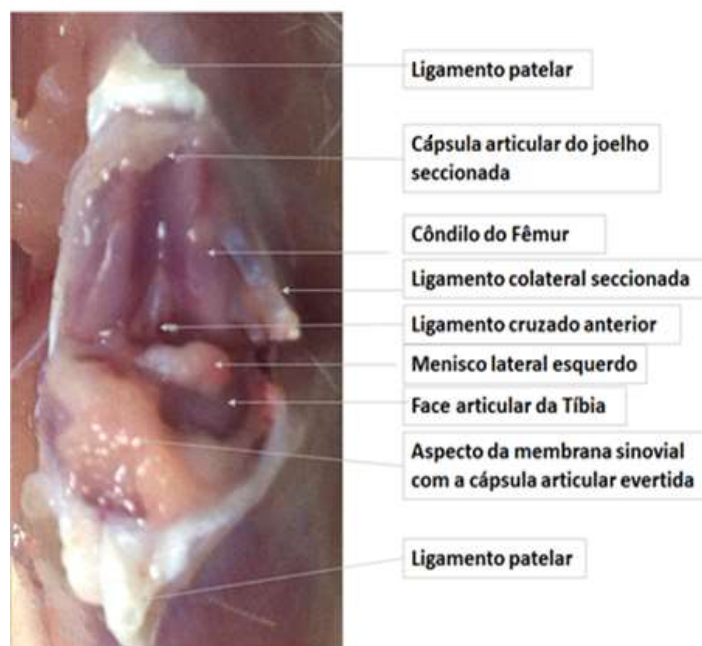 Ligamento patelar
Cápsula articular do joelho
seccionada
Côndilo do Fêmur
Ligamento colateral seccionada
Ligamento cruzado anterior
Menisco lateral esquerdo
Face articular da Tíbia
Aspecto da membrana sinovial
com a cápsula articular evertida
Ligamento patelar